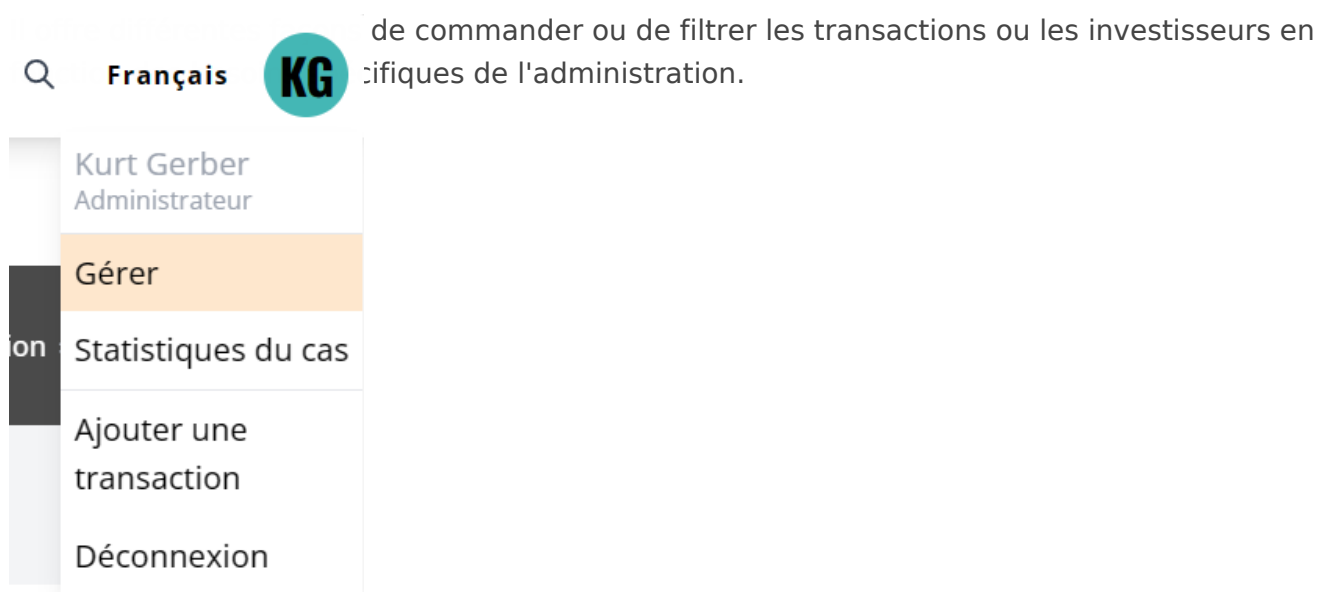 de commander ou de filtrer les transactions ou les investisseurs en
cifiques de l'administration.
Français KG
Kurt Gerber
Administrateur
Gérer
ion
Statistiques du cas
Ajouter une
transaction
Déconnexion